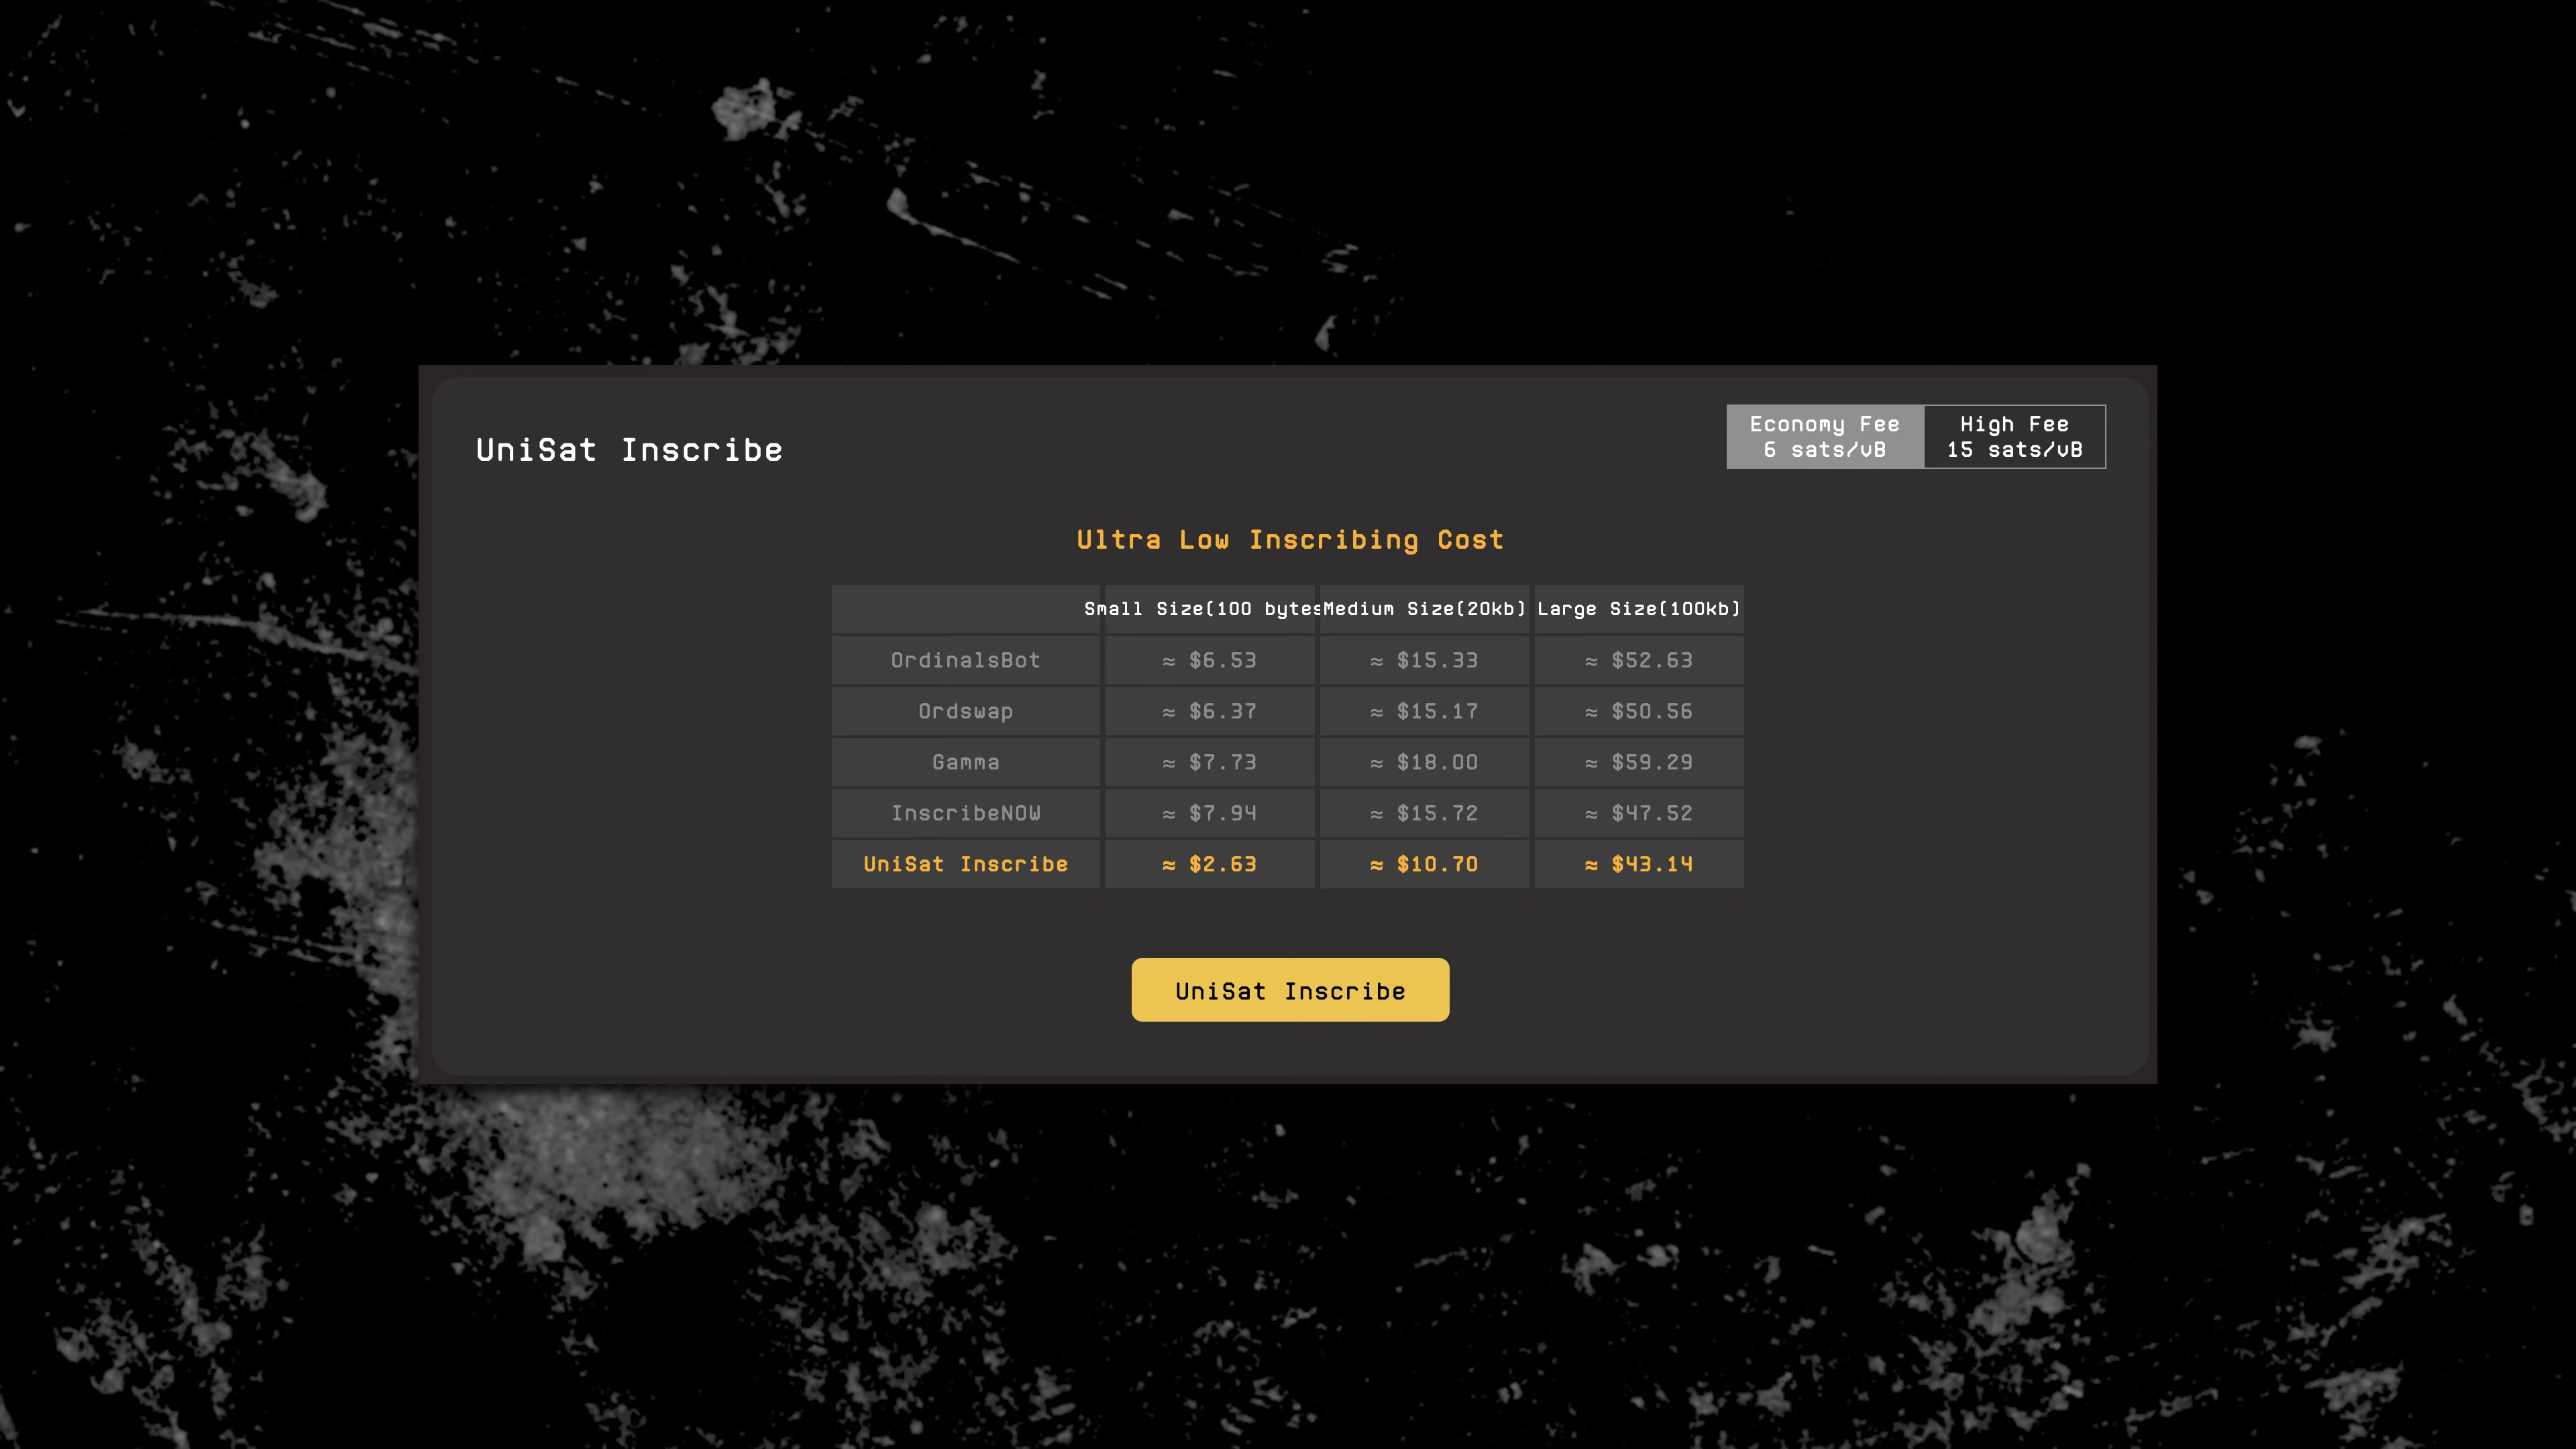 UniSat Inscribe
Economy Fee
6 sats/vB
High Fee
15 sats/vB
Ultra Low Inscribing Cost
Small Size(100 bytes Medium Size(20kb) Large Size(100kb)
OrdinalsBot ≈ $6.53 ≈ $15.33 ≈ $52.63
Ordswap ≈ $6.37 ≈ $15.17 ≈ $50.56
Gamma ≈ $7.73 ≈ $18.00 ≈ $59.29
InscribeNOW ≈ $7.94 ≈ $15.72 ≈ $47.52
UniSat Inscribe ≈ $2.63 ≈ $10.70 ≈ $43.14
UniSat Inscribe